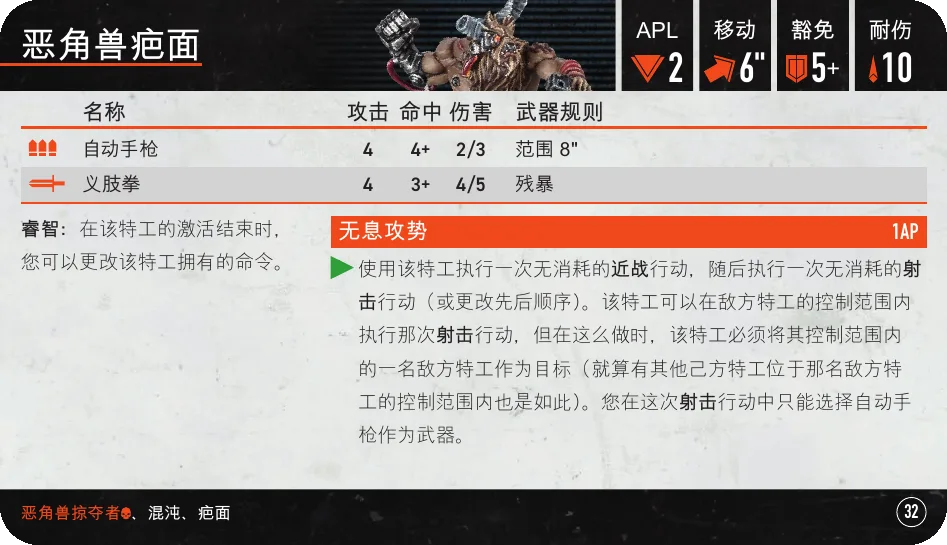 恶角兽疤面
APL 移动 豁免 耐伤
2 6" 5+ 10
名称 攻击 命中 伤害 武器规则
自动手枪 4 4+ 2/3 范围 8"
义肢拳 4 3+ 4/5 残暴
睿智：在该特工的激活结束时，
您可以更改该特工拥有的命令。
无息攻势 1AP
使用该特工执行一次无消耗的近战行动，随后执行一次无消耗的射
击行动（或更改先后顺序）。该特工可以在敌方特工的控制范围内
执行那次射击行动，但在这么做时，该特工必须将其控制范围内
的一名敌方特工作为目标（就算有其他己方特工位于那名敌方特
工的控制范围内也是如此）。您在这次射击行动中只能选择自动手
枪作为武器。
恶角兽掠夺者、混沌、疤面
32